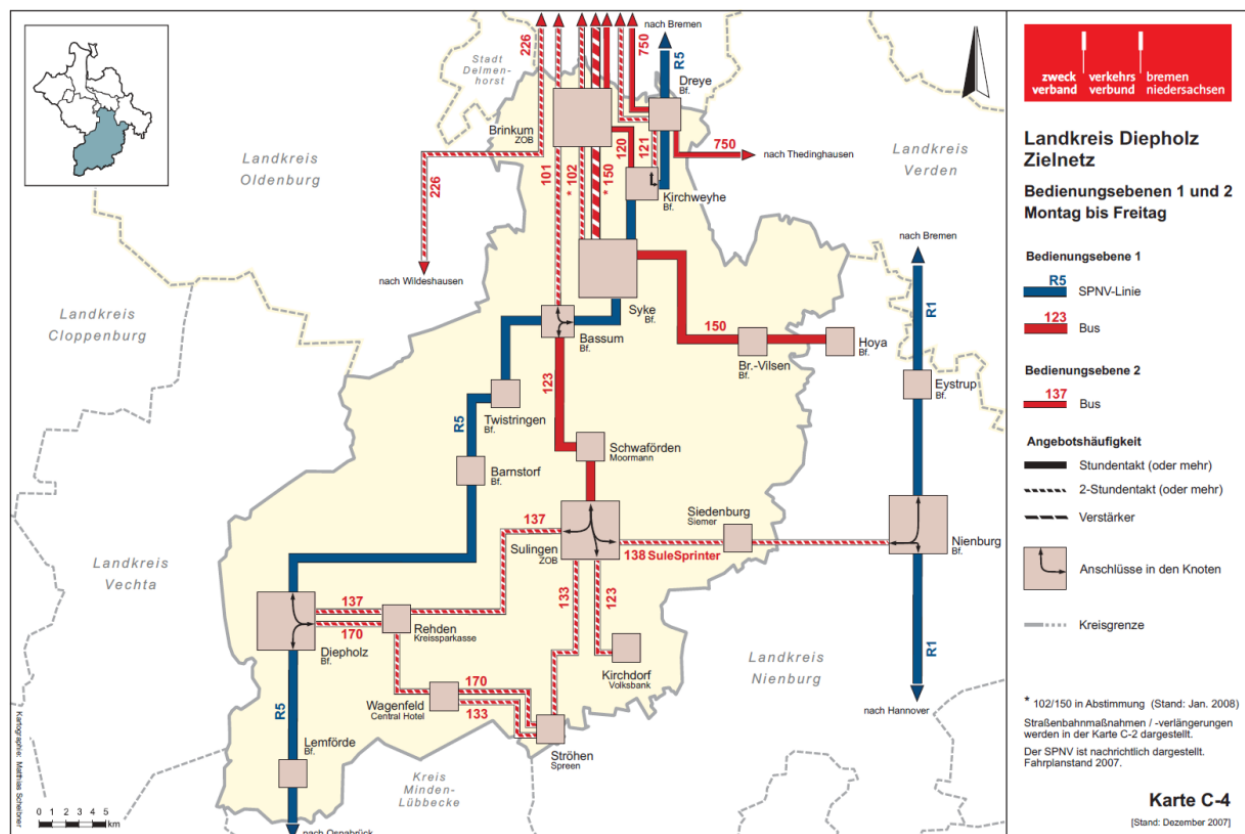 nach Bremen
226
750
R5
Stadt
Delmen-
horst
Dreye
Bf.
Brinkum
ZOB
120
121
750
nach Thedinghausen
Landkreis
Oldenburg
226
101
* 102
* 150
Kirchweyhe
Bf.
Landkreis
Verden
nach Wildeshausen
nach Bremen
Landkreis
Cloppenburg
Syke
Bf.
R1
Bassum
Bf.
150
Hoya
Bf.
Br.-Vilsen
Bf.
123
Eystrup
Bf.
Twistringen
Bf.
R5
Schwaförden
Moormann
Barnstorf
Bf.
137
Siedenburg
Siemer
Sulingen
ZOB
138 SuleSprinter
Nienburg
Bf.
Landkreis
Vechta
133
123
137
170
Rehden
Kreissparkasse
Diepholz
Bf.
R1
Kirchdorf
Volksbank
Landkreis
Nienburg
R5
170
Wagenfeld
Central Hotel
133
nach Hannover
Ströhen
Spreen
Lemförde
Bf.
Kreis
Minden-
Lübbecke
nach Osnabrück
0 1 2 3 4 5
km
Kartographie: Matthias Scheibner
zweck verkehrs bremen
verband verbund niedersachsen
Landkreis Diepholz
Zielnetz
Bedienungsebenen 1 und 2
Montag bis Freitag
Bedienungsebene 1
R5
SPNV-Linie
123
Bus
Bedienungsebene 2
137
Bus
Angebotshäufigkeit
Stundentakt (oder mehr)
2-Stundentakt (oder mehr)
Verstärker
Anschlüsse in den Knoten
Kreisgrenze
* 102/150 in Abstimmung (Stand: Jan. 2008)
Straßenbahnmaßnahmen / -verlängerungen
werden in der Karte C-2 dargestellt.
Der SPNV ist nachrichtlich dargestellt.
Fahrplanstand 2007.
Karte C-4
[Stand: Dezember 2007]